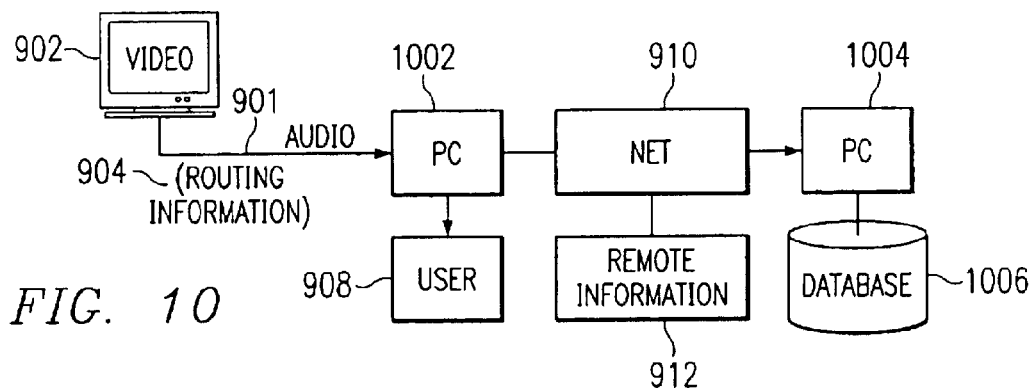 902
VIDEO
901
904
AUDIO
(ROUTING
INFORMATION)
1002
PC
910
NET
1004
PC
908
USER
REMOTE
INFORMATION
912
DATABASE
1006
FIG. 10